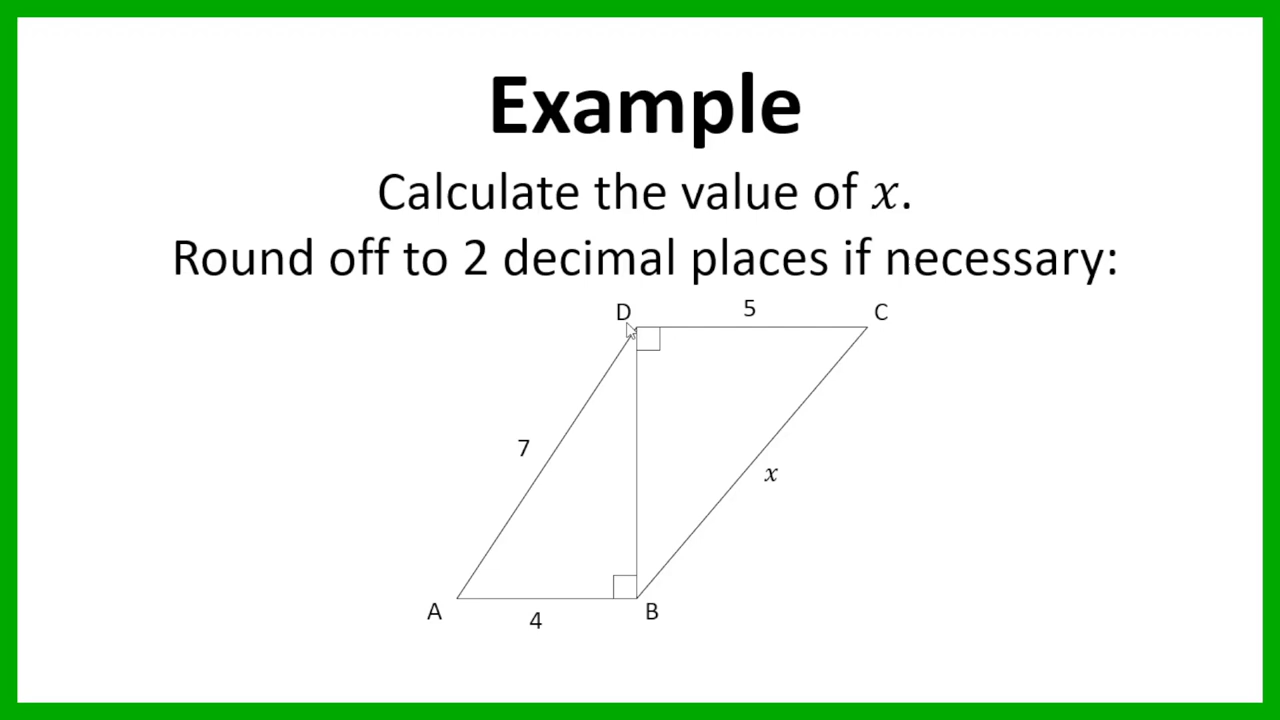 Example
Calculate the value of x.
Round off to 2 decimal places if necessary:
D 5 C
7
x
A 4 B